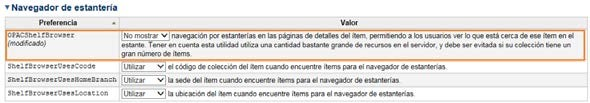 Navegador de estantería
Preferencia Valor
OPACShelfBrowser No mostrar navegación por estanterías en las páginas de detalles del ítem, permitiendo a los usuarios ver lo que está cerca de ese ítem en el
(modificado) estante. Tener en cuenta esta utilidad utiliza una cantidad bastante grande de recursos en el servidor, y debe ser evitada si su colección tiene un
gran número de ítems.
ShelfBrowserUsesCcode Utilizar el código de colección del ítem cuando encuentre ítems para el navegador de estanterías.
ShelfBrowserUsesHomeBranch Utilizar la sede del ítem cuando encuentre ítems para el navegador de estanterías.
ShelfBrowserUsesLocation Utilizar la ubicación del ítem cuando encuentre ítems para el navegador de estanterías.